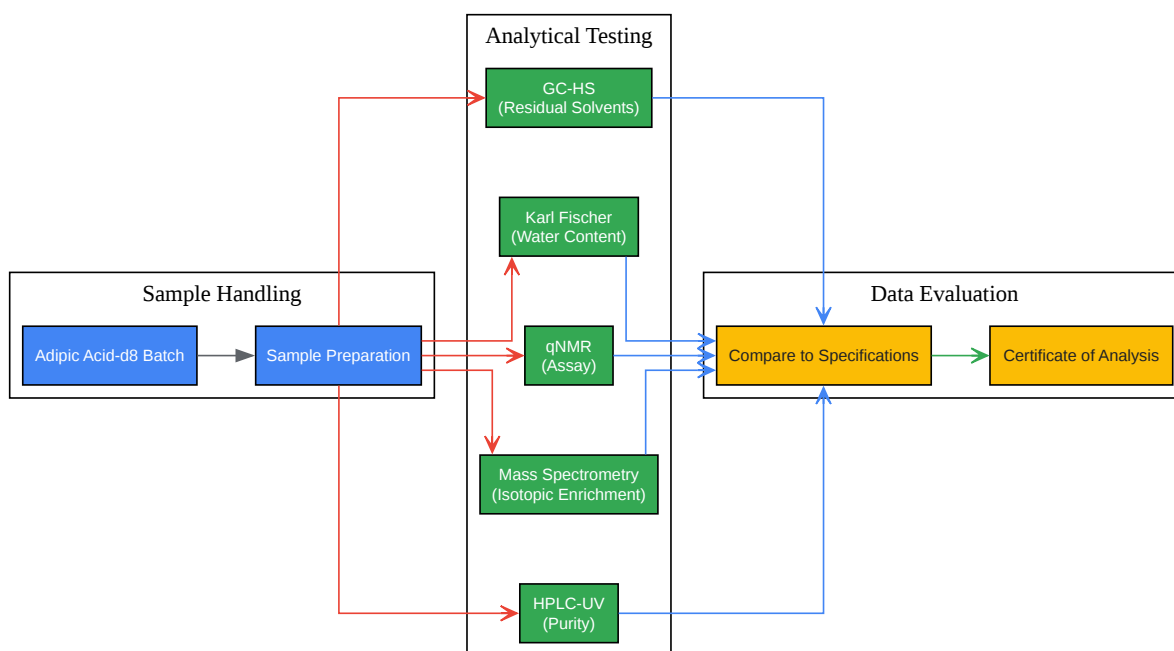 Analytical Testing
GC-HS
(Residual Solvents)
Karl Fischer
(Water Content)
Sample Handling
Data Evaluation
Adipic Acid-d8 Batch
Sample Preparation
qNMR
(Assay)
Compare to Specifications
Certificate of Analysis
Mass Spectrometry
(Isotopic Enrichment)
HPLC-UV
(Purity)